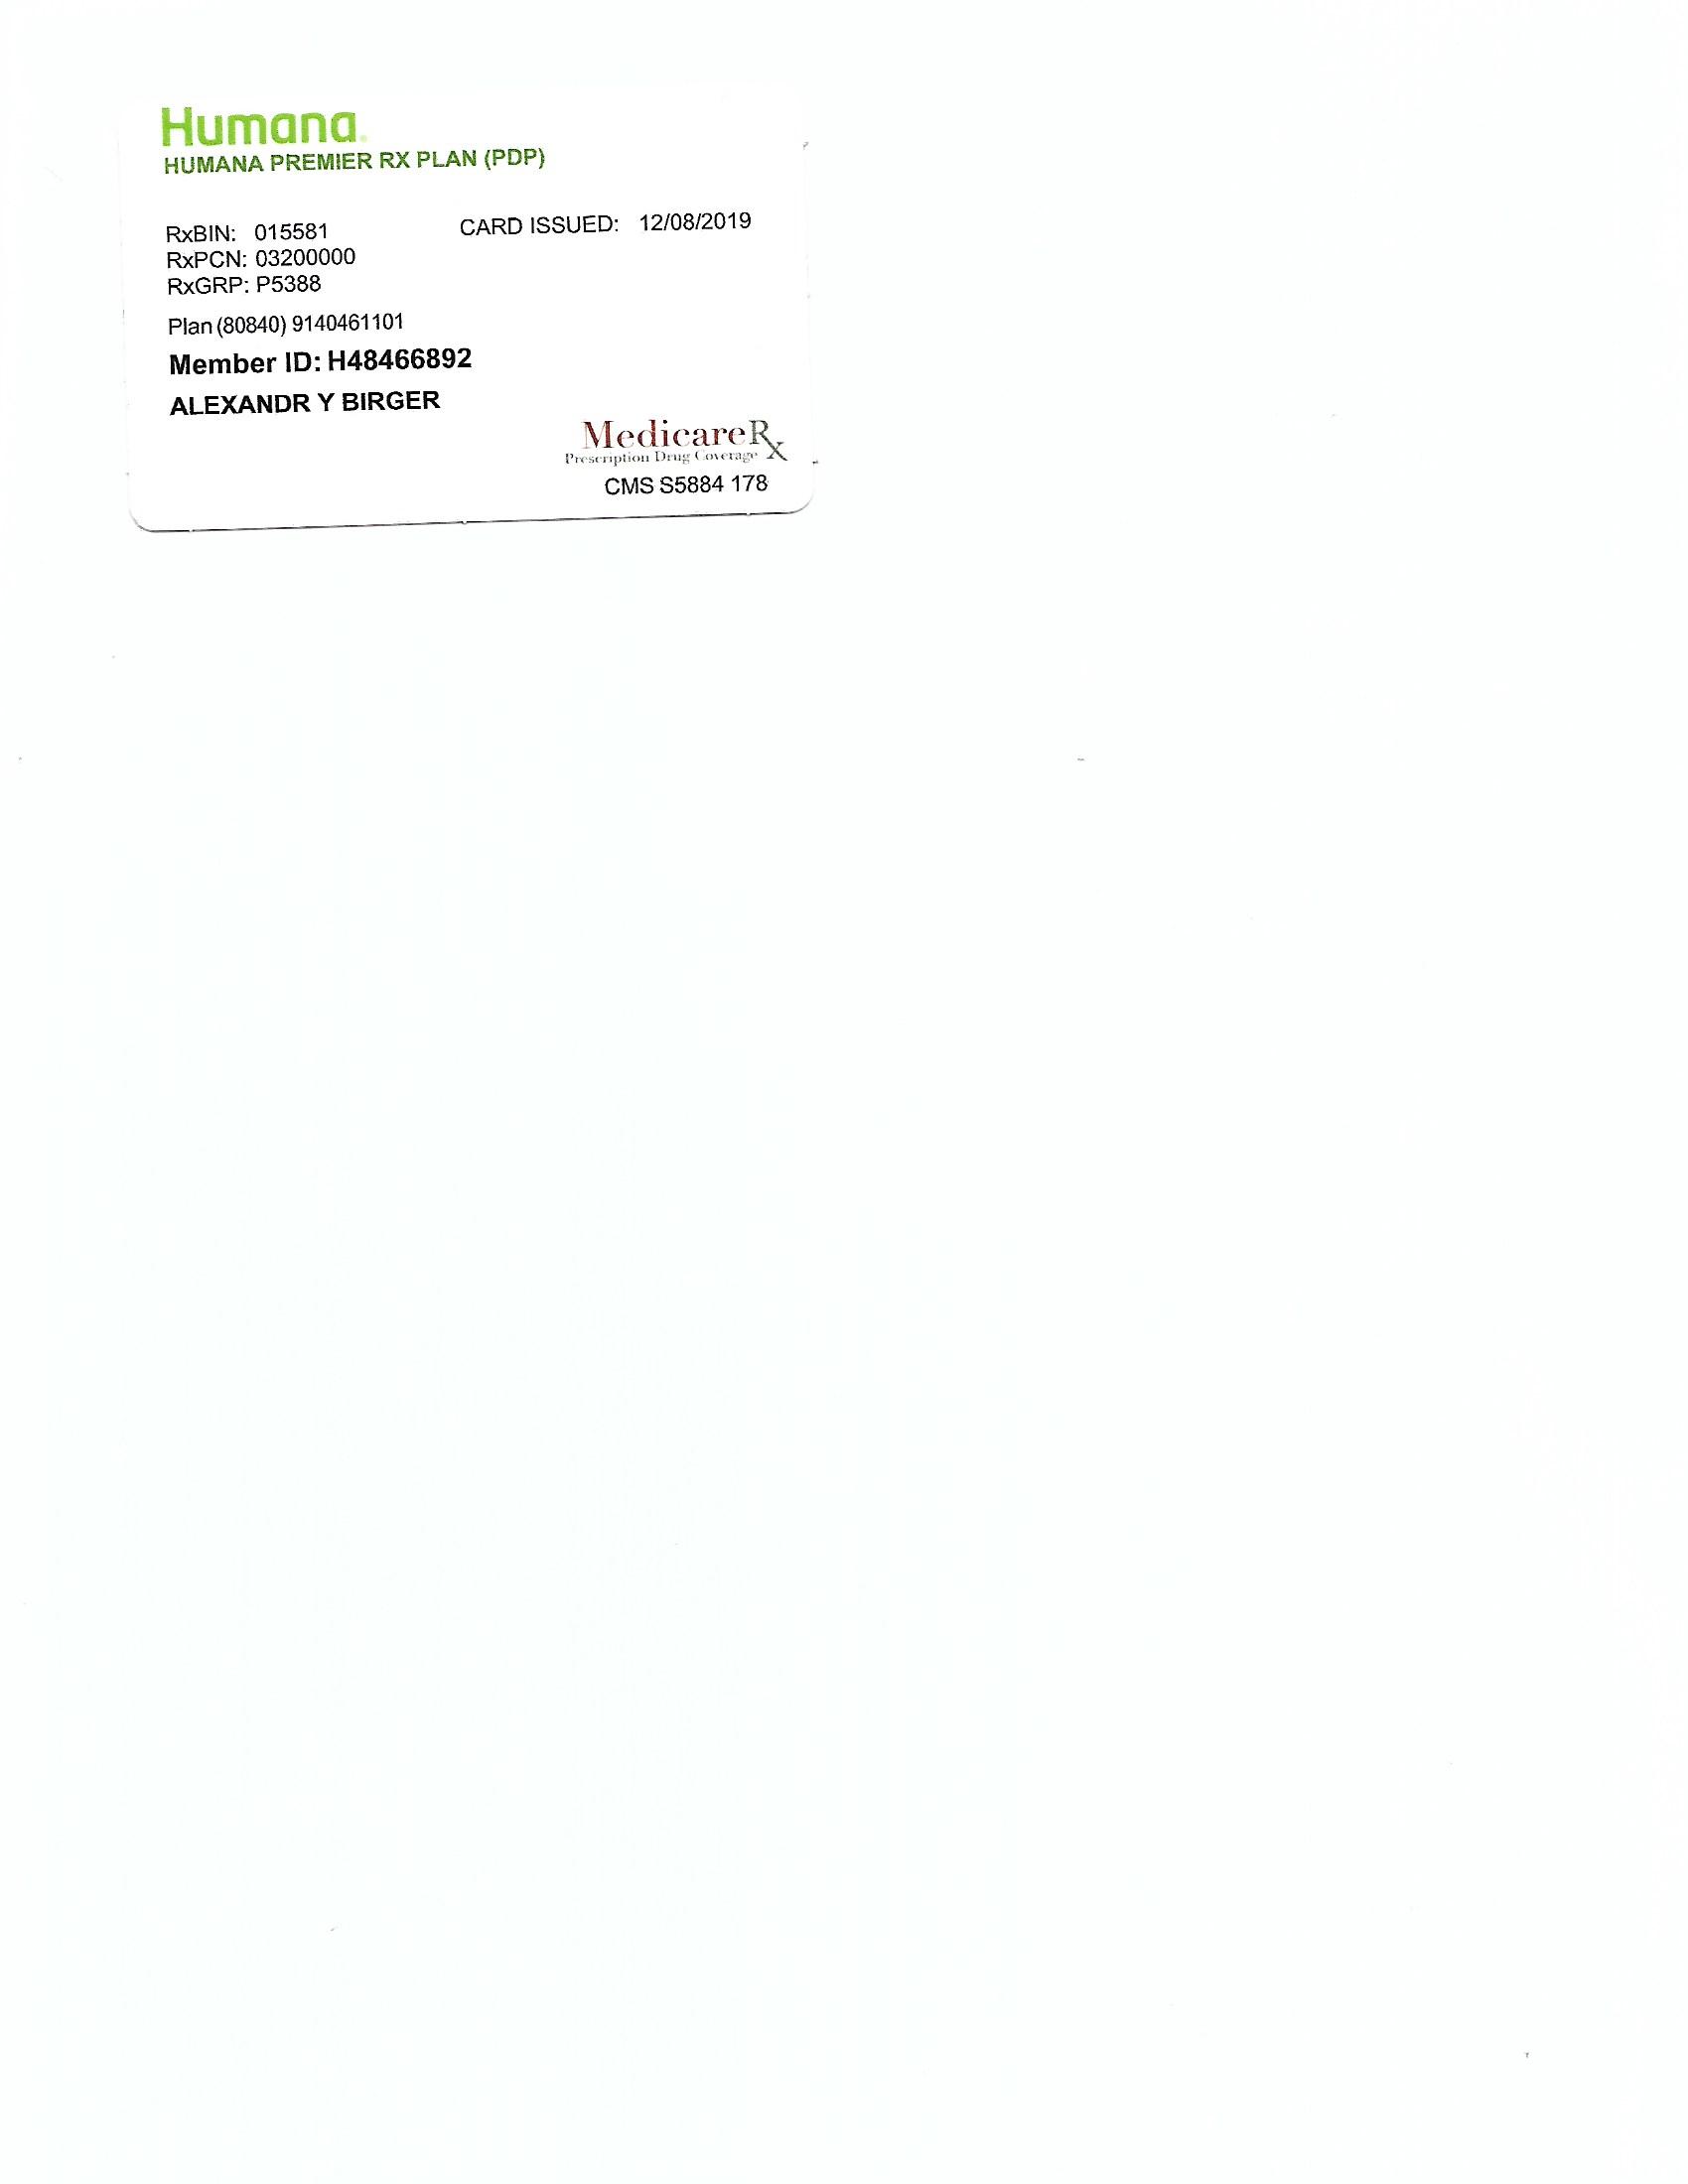 Humana
HUMANA PREMIER RX PLAN (PDP)
RxBIN: 015581 CARD ISSUED: 12/08/2019
RxPCN: 03200000
RxGRP: P5388
Plan (80840) 9140461101
Member ID: H48466892
ALEXANDR Y BIRGER
MedicareRx
Prescription Drug Coverage
CMS S5884 178